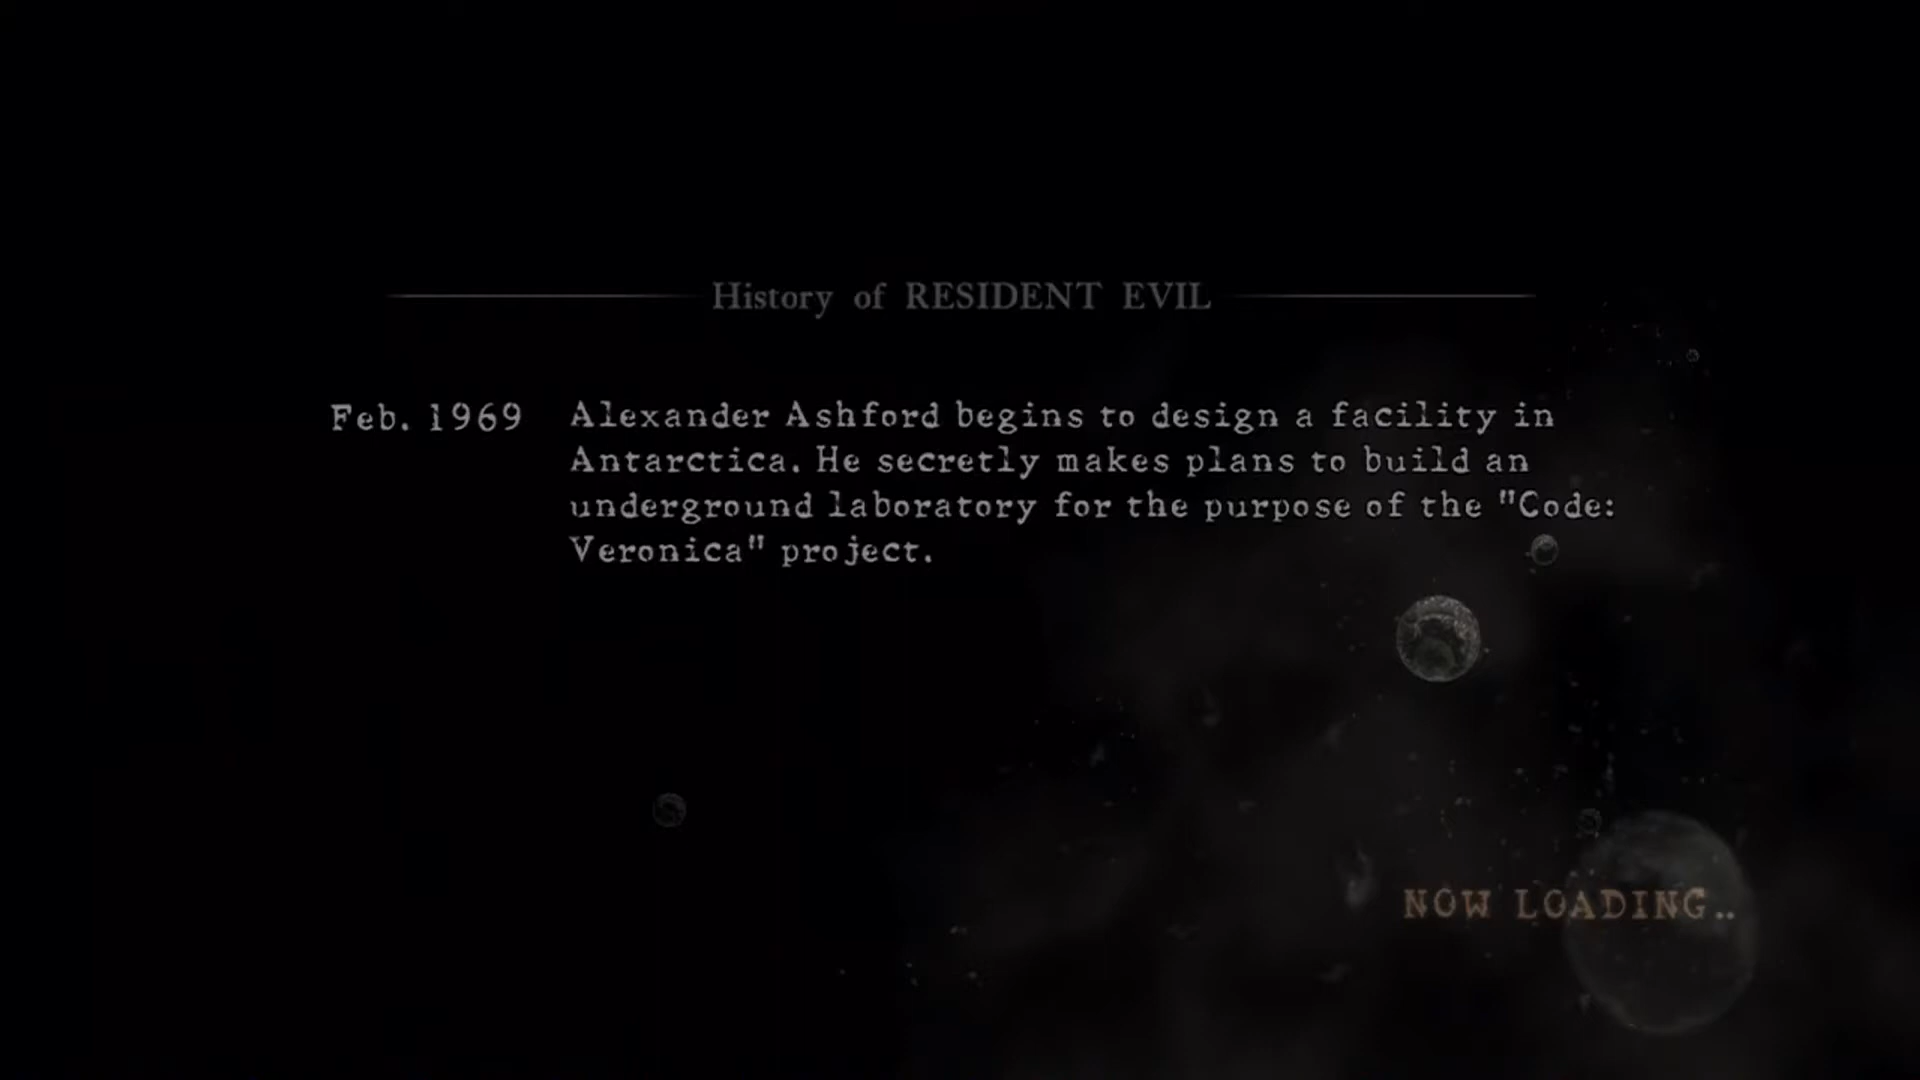 History of RESIDENT EVIL
Feb. 1969 Alexander Ashford begins to design a facility in
Antarctica. He secretly makes plans to build an
underground laboratory for the purpose of the "Code:
Veronica" project.
NOW LOADING..